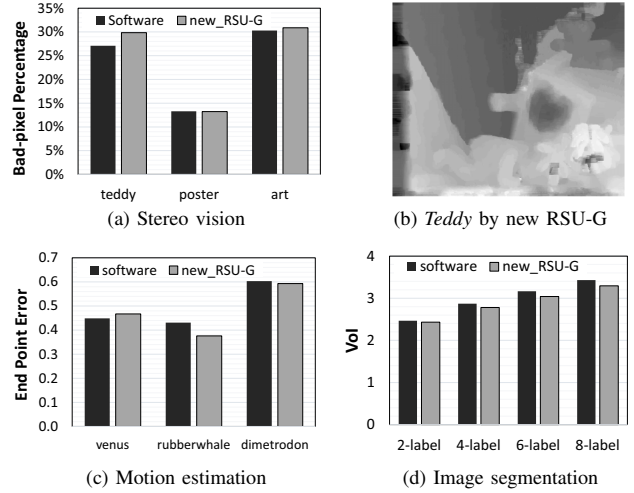 Software new_RSU-G
Bad-pixel Percentage
35%
30%
25%
20%
15%
10%
5%
0%
teddy poster art
(a) Stereo vision
(b) Teddy by new RSU-G
software new_RSU-G
End Point Error
0.7
0.6
0.5
0.4
0.3
0.2
0.1
0.0
venus rubberwhale dimetrodon
(c) Motion estimation
software new_RSU-G
VoI
4
3
2
1
0
2-label 4-label 6-label 8-label
(d) Image segmentation